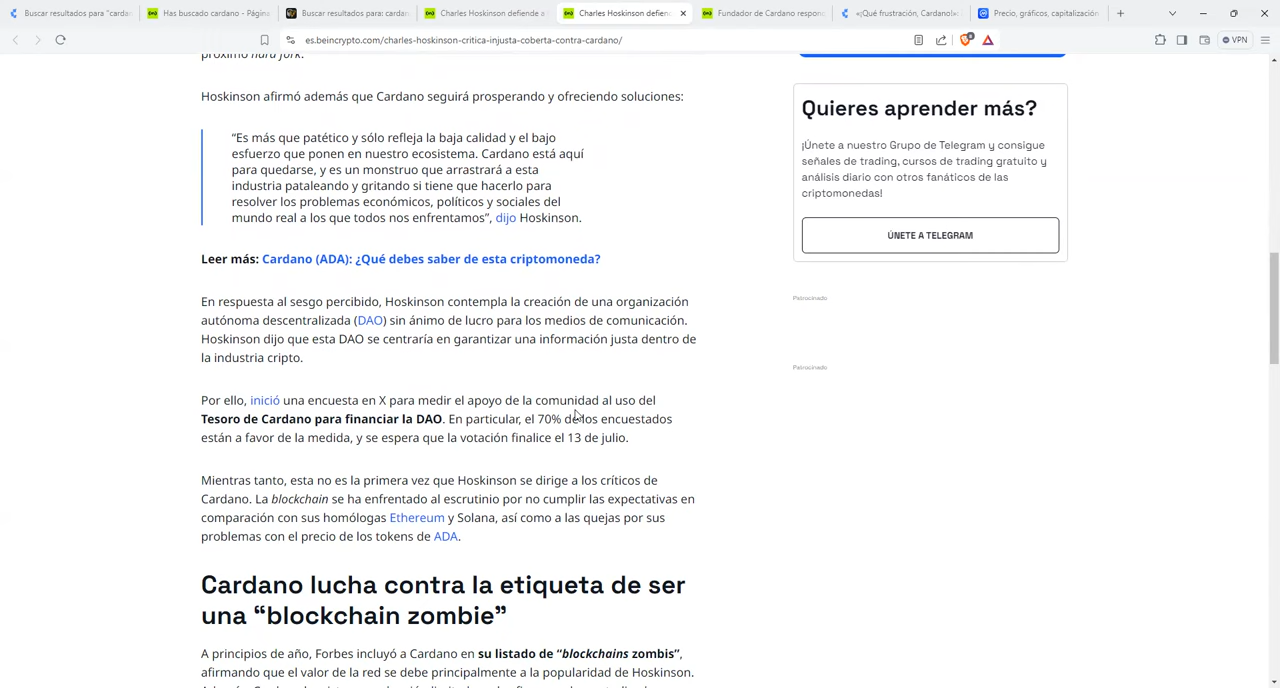 Buscar resultados para "carda
Has buscado cardano - Página
Buscar resultados para: cardan
Charles Hoskinson defiende a
Charles Hoskinson defien
Fundador de Cardano respon
«¡Qué frustración, Cardano!»:
Precio, gráficos, capitalización
es.beincrypto.com/charles-hoskinson-critica-injusta-coberta-contra-cardano/
VPN
próximo hard fork.
Hoskinson afirmó además que Cardano seguirá prosperando y ofreciendo soluciones:
“Es más que patético y sólo refleja la baja calidad y el bajo
esfuerzo que ponen en nuestro ecosistema. Cardano está aquí
para quedarse, y es un monstruo que arrastrará a esta
industria pataleando y gritando si tiene que hacerlo para
resolver los problemas económicos, políticos y sociales del
mundo real a los que todos nos enfrentamos”, dijo Hoskinson.
Leer más: Cardano (ADA): ¿Qué debes saber de esta criptomoneda?
En respuesta al sesgo percibido, Hoskinson contempla la creación de una organización
autónoma descentralizada (DAO) sin ánimo de lucro para los medios de comunicación.
Hoskinson dijo que esta DAO se centraría en garantizar una información justa dentro de
la industria cripto.
Por ello, inició una encuesta en X para medir el apoyo de la comunidad al uso del
Tesoro de Cardano para financiar la DAO. En particular, el 70% de los encuestados
están a favor de la medida, y se espera que la votación finalice el 13 de julio.
Mientras tanto, esta no es la primera vez que Hoskinson se dirige a los críticos de
Cardano. La blockchain se ha enfrentado al escrutinio por no cumplir las expectativas en
comparación con sus homólogas Ethereum y Solana, así como a las quejas por sus
problemas con el precio de los tokens de ADA.
Cardano lucha contra la etiqueta de ser
una “blockchain zombie”
A principios de año, Forbes incluyó a Cardano en su listado de “blockchains zombis”,
afirmando que el valor de la red se debe principalmente a la popularidad de Hoskinson.
Quieres aprender más?
¡Únete a nuestro Grupo de Telegram y consigue
señales de trading, cursos de trading gratuito y
análisis diario con otros fanáticos de las
criptomonedas!
ÚNETE A TELEGRAM
Patrocinado
Patrocinado